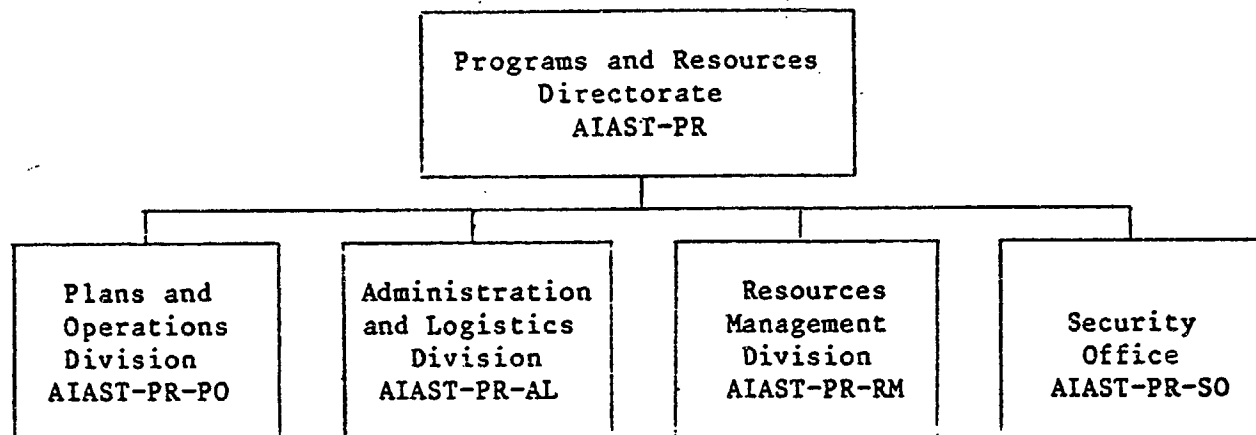 Programs and Resources
Directorate
AIAST-PR
Plans and
Operations
Division
AIAST-PR-PO
Administration
and Logistics
Division
AIAST-PR-AL
Resources
Management
Division
AIAST-PR-RM
Security
Office
AIAST-PR-SO